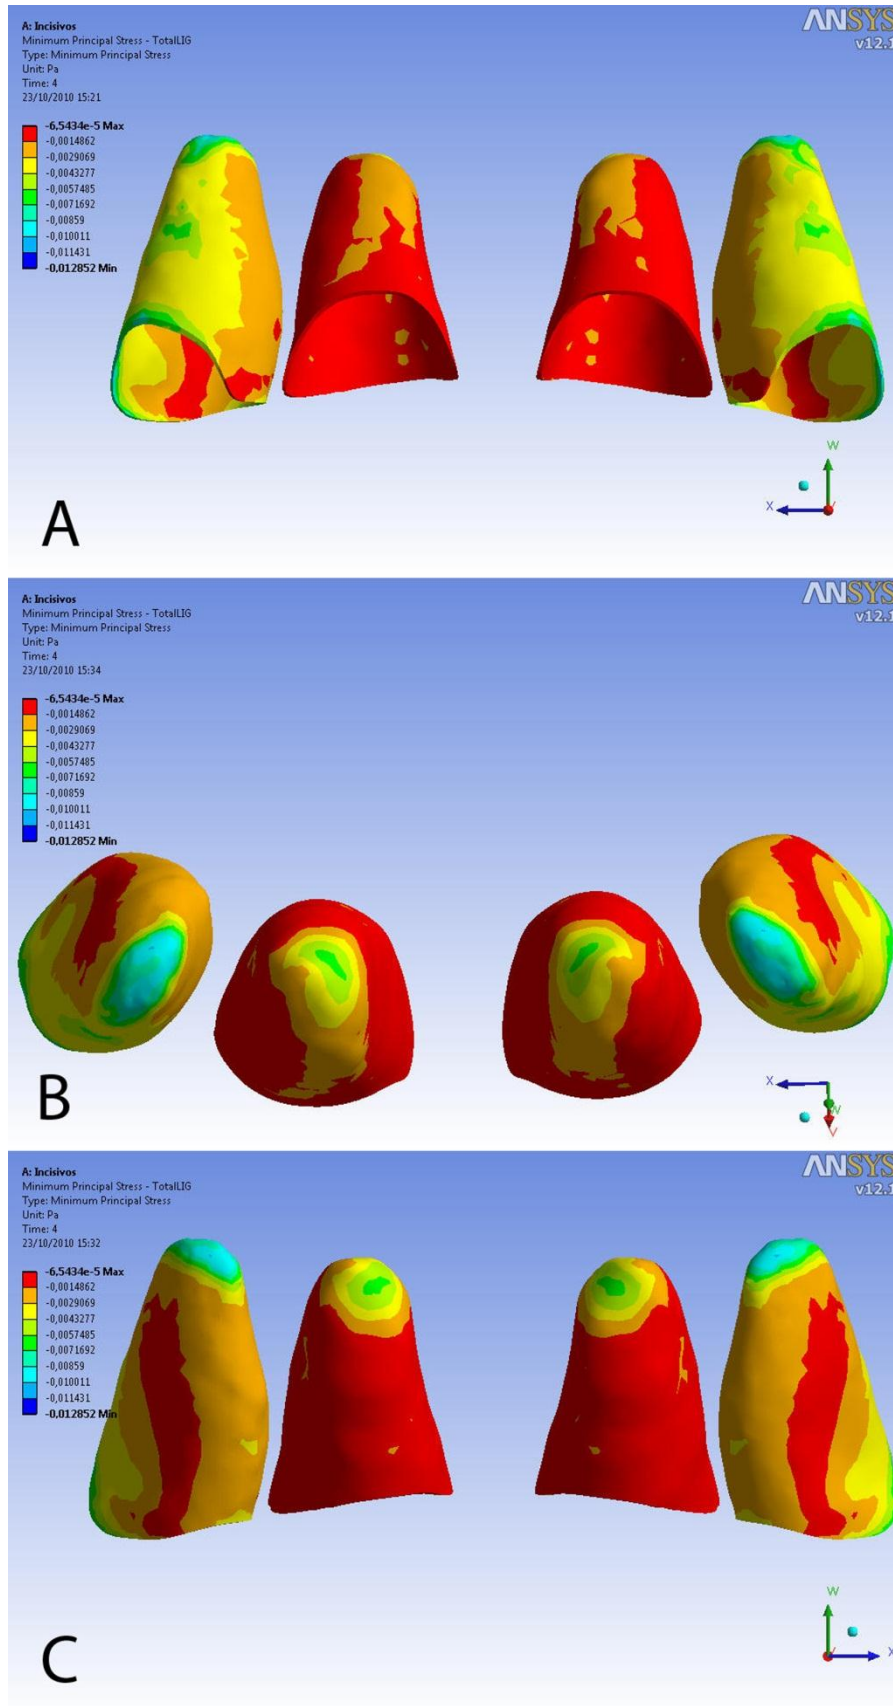 A: Incisivos
Minimum Principal Stress - TotalLIG
Type: Minimum Principal Stress
Unit: Pa
Time: 4
23/10/2010 15:21
ANSYS
v12.1
-6,5434e-5 Max
-0,0014862
-0,0029069
-0,0043277
-0,0057485
-0,0071692
-0,00859
-0,010011
-0,011431
-0,012852 Min
W
X
A
A: Incisivos
Minimum Principal Stress - TotalLIG
Type: Minimum Principal Stress
Unit: Pa
Time: 4
23/10/2010 15:34
ANSYS
v12.1
-6,5434e-5 Max
-0,0014862
-0,0029069
-0,0043277
-0,0057485
-0,0071692
-0,00859
-0,010011
-0,011431
-0,012852 Min
X
W
V
B
A: Incisivos
Minimum Principal Stress - TotalLIG
Type: Minimum Principal Stress
Unit: Pa
Time: 4
23/10/2010 15:32
ANSYS
v12.1
-6,5434e-5 Max
-0,0014862
-0,0029069
-0,0043277
-0,0057485
-0,0071692
-0,00859
-0,010011
-0,011431
-0,012852 Min
W
X
C